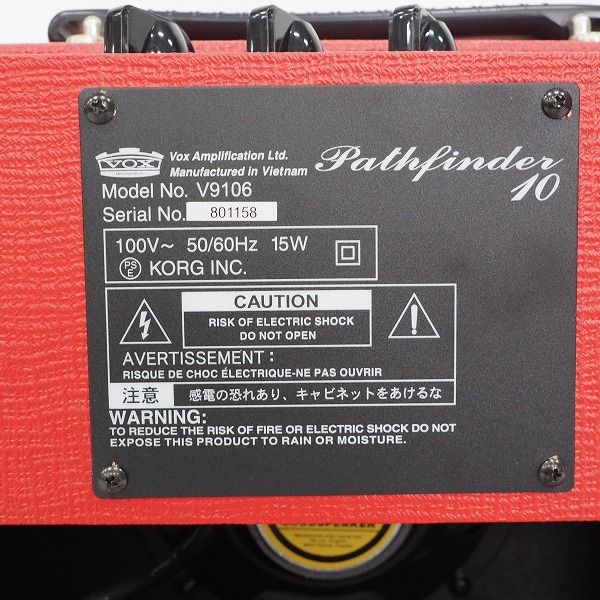 VOX
Vox Amplification Ltd.
Manufactured in Vietnam
Pathfinder
10
Model No. V9106
Serial No. 801158
100V~ 50/60Hz 15W
PS
E
KORG INC.
CAUTION
RISK OF ELECTRIC SHOCK
DO NOT OPEN
AVERTISSEMENT :
RISQUE DE CHOC ÉLECTRIQUE-NE PAS OUVRIR
注意 感電の恐れあり、キャビネットをあけるな
WARNING:
TO REDUCE THE RISK OF FIRE OR ELECTRIC SHOCK DO NOT
EXPOSE THIS PRODUCT TO RAIN OR MOISTURE.
LOUDSPEAKER